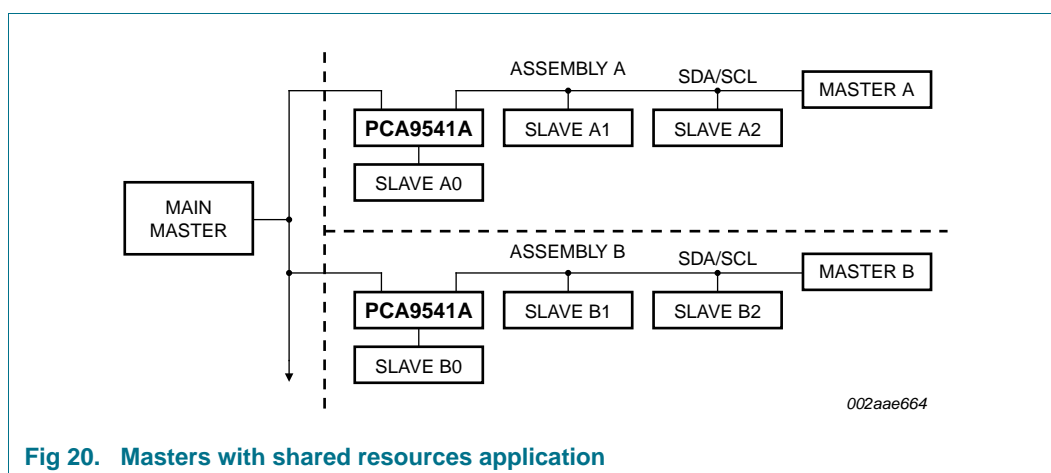 ASSEMBLY A
SDA/SCL
MASTER A
PCA9541A
SLAVE A1
SLAVE A2
SLAVE A0
MAIN
MASTER
ASSEMBLY B
SDA/SCL
MASTER B
PCA9541A
SLAVE B1
SLAVE B2
SLAVE B0
002aae664
Fig 20. Masters with shared resources application